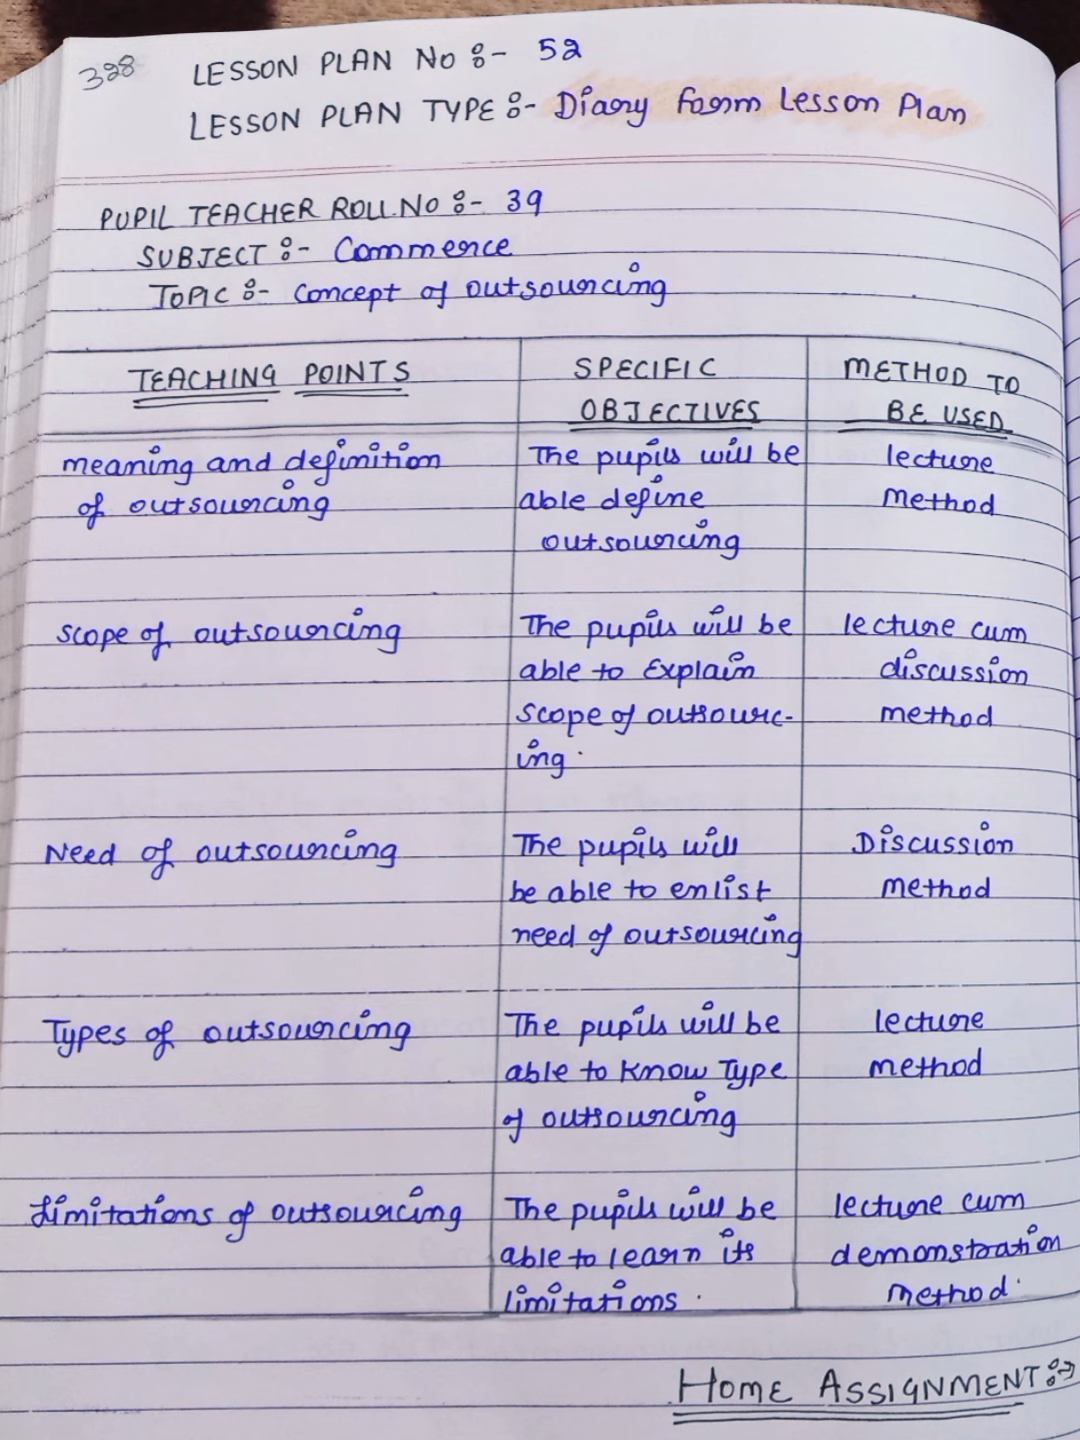 328
LESSON PLAN NO :- 52
LESSON PLAN TYPE :- Diary form Lesson Plan
PUPIL TEACHER ROLL.NO :- 39
SUBJECT :- Commerce
TOPIC :- Concept of outsourcing
TEACHING POINTS
SPECIFIC
OBJECTIVES
METHOD TO
BE USED
meaning and definition
of outsourcing
The pupils will be
able define
outsourcing
lecture
method
scope of outsourcing
The pupils will be
able to Explain
scope of outsourc-
ing.
lecture cum
discussion
method
Need of outsourcing
The pupils will
be able to enlist
need of outsourcing
Discussion
method
Types of outsourcing
The pupils will be
able to know Type
of outsourcing
lecture
method
Limitations of outsourcing
The pupils will be
able to learn its
limitations.
lecture cum
demonstration
method.
HOME ASSIGNMENT:→